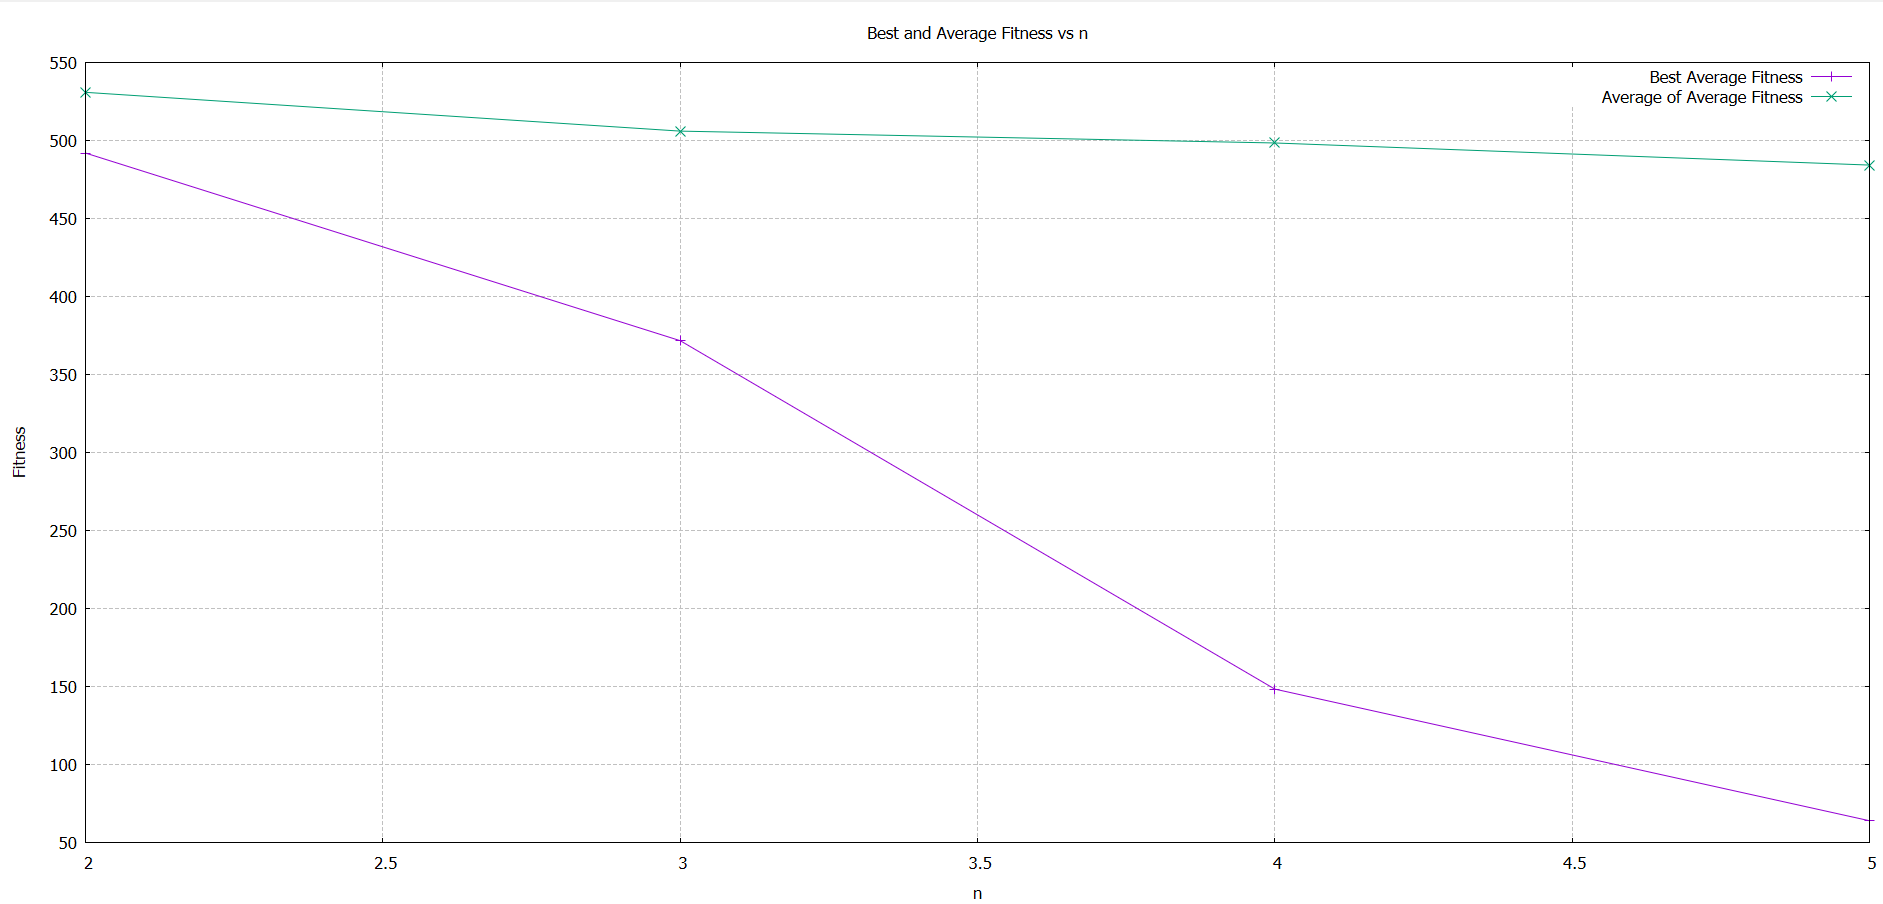 Best and Average Fitness vs n
Best Average Fitness
Average of Average Fitness
550
500
450
400
350
300
250
200
150
100
50
Fitness
2 2.5 3 3.5 4 4.5 5
n